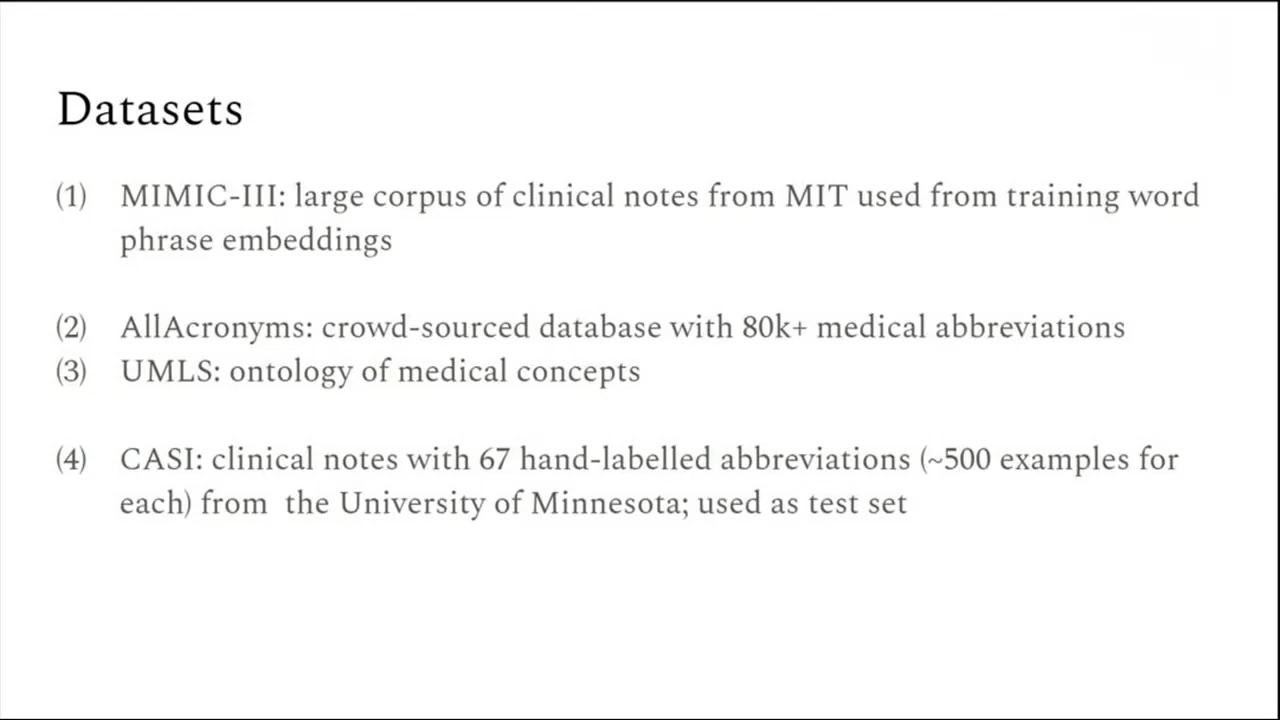 Datasets
(1) MIMIC-III: large corpus of clinical notes from MIT used from training word
phrase embeddings
(2) AllAcronyms: crowd-sourced database with 80k+ medical abbreviations
(3) UMLS: ontology of medical concepts
(4) CASI: clinical notes with 67 hand-labelled abbreviations (~500 examples for
each) from  the University of Minnesota; used as test set